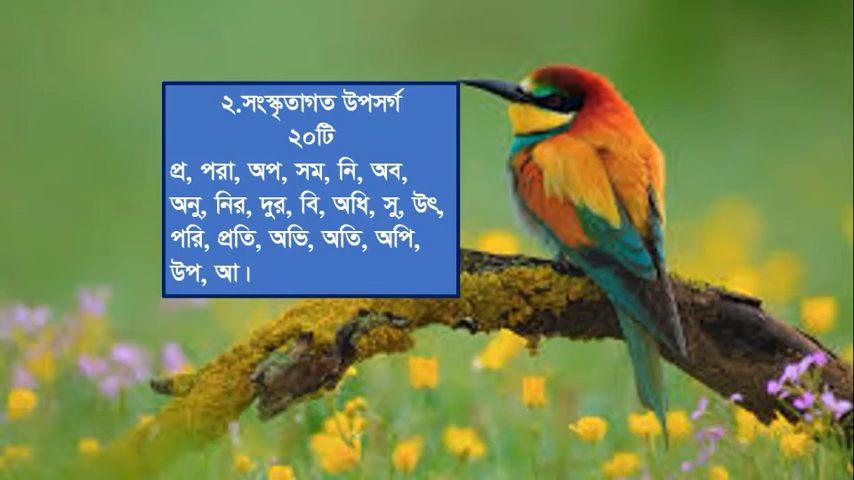 ২.সংস্কৃতাগত উপসর্গ
২০টি
প্র, পরা, অপ, সম, নি, অব,
অনু, নির, দুর, বি, অধি, সু, উৎ,
পরি, প্রতি, অভি, অতি, অপি,
উপ, আ।